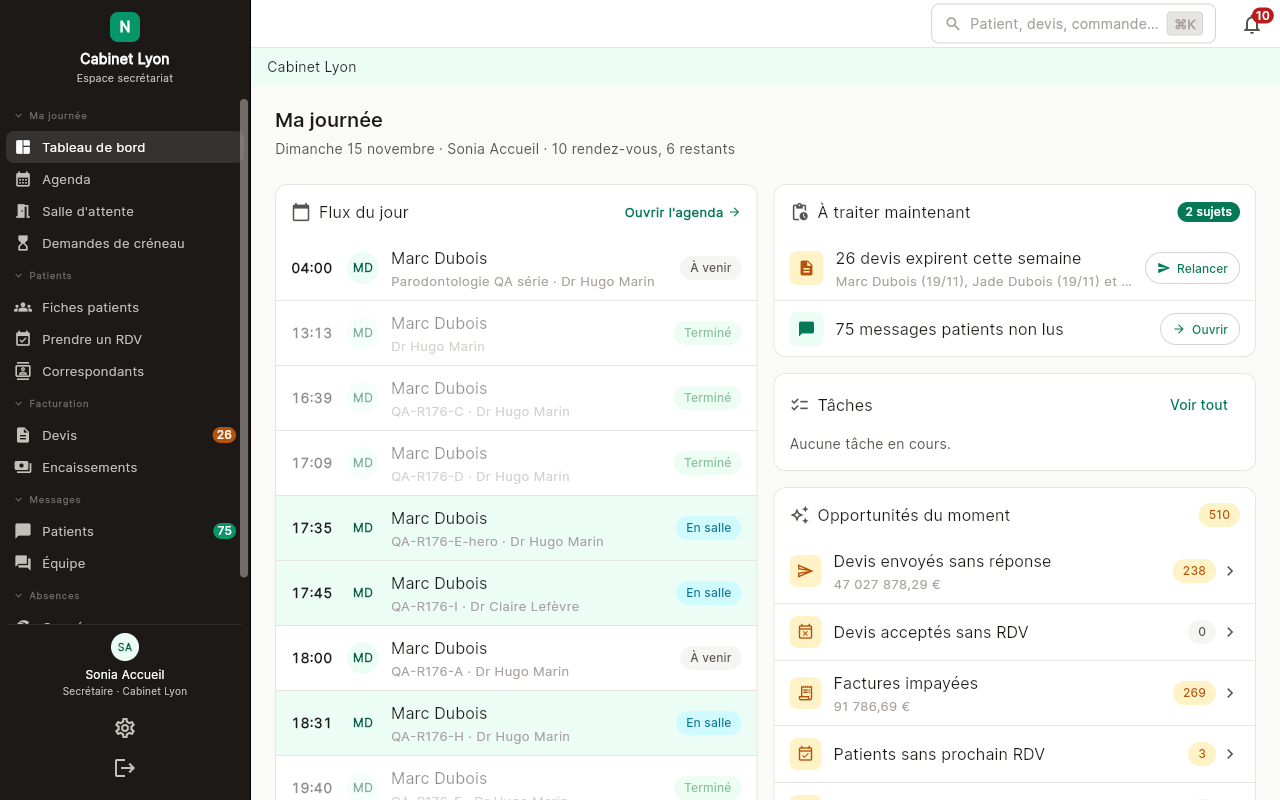 N
Cabinet Lyon
Espace secrétariat
Ma journée
Tableau de bord
Agenda
Salle d'attente
Demandes de créneau
Patients
Fiches patients
Prendre un RDV
Correspondants
Facturation
Devis 26
Encaissements
Messages
Patients 75
Équipe
Absences
SA
Sonia Accueil
Secrétaire · Cabinet Lyon
Patient, devis, commande... ⌘K
10
Cabinet Lyon
Ma journée
Dimanche 15 novembre · Sonia Accueil · 10 rendez-vous, 6 restants
Flux du jour Ouvrir l'agenda →
04:00 MD Marc Dubois À venir
Parodontologie QA série · Dr Hugo Marin
13:13 MD Marc Dubois Terminé
Dr Hugo Marin
16:39 MD Marc Dubois Terminé
QA-R176-C · Dr Hugo Marin
17:09 MD Marc Dubois Terminé
QA-R176-D · Dr Hugo Marin
17:35 MD Marc Dubois En salle
QA-R176-E-hero · Dr Hugo Marin
17:45 MD Marc Dubois En salle
QA-R176-I · Dr Claire Lefèvre
18:00 MD Marc Dubois À venir
QA-R176-A · Dr Hugo Marin
18:31 MD Marc Dubois En salle
QA-R176-H · Dr Hugo Marin
19:40 MD Marc Dubois Terminé
À traiter maintenant 2 sujets
26 devis expirent cette semaine Relancer
Marc Dubois (19/11), Jade Dubois (19/11) et ...
75 messages patients non lus → Ouvrir
Tâches Voir tout
Aucune tâche en cours.
Opportunités du moment 510
Devis envoyés sans réponse 238
47 027 878,29 €
Devis acceptés sans RDV 0
Factures impayées 269
91 786,69 €
Patients sans prochain RDV 3